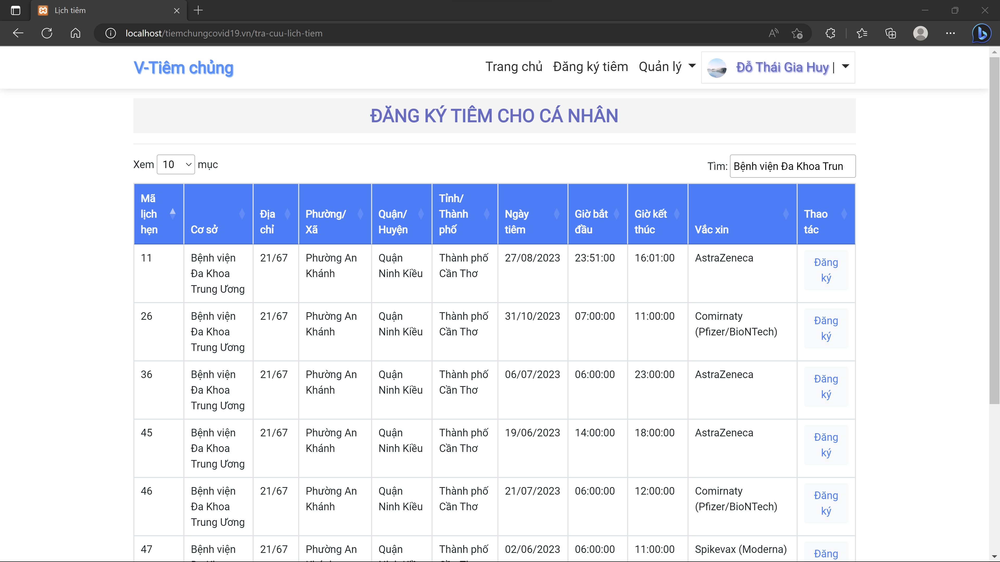 Lịch tiêm
localhost/tiemchungcovid19.vn/tra-cuu-lich-tiem
V-Tiêm chủng
Trang chủ Đăng ký tiêm Quản lý Đỗ Thái Gia Huy |
ĐĂNG KÝ TIÊM CHO CÁ NHÂN
Xem 10 mục
Tìm: Bệnh viện Đa Khoa Trun
Mã lịch hẹn Cơ sở Địa chỉ Phường/ Xã Quận/ Huyện Tỉnh/ Thành phố Ngày tiêm Giờ bắt đầu Giờ kết thúc Vắc xin Thao tác
11 Bệnh viện Đa Khoa Trung Ương 21/67 Phường An Khánh Quận Ninh Kiều Thành phố Cần Thơ 27/08/2023 23:51:00 16:01:00 AstraZeneca Đăng ký
26 Bệnh viện Đa Khoa Trung Ương 21/67 Phường An Khánh Quận Ninh Kiều Thành phố Cần Thơ 31/10/2023 07:00:00 11:00:00 Comirnaty (Pfizer/BioNTech) Đăng ký
36 Bệnh viện Đa Khoa Trung Ương 21/67 Phường An Khánh Quận Ninh Kiều Thành phố Cần Thơ 06/07/2023 06:00:00 23:00:00 AstraZeneca Đăng ký
45 Bệnh viện Đa Khoa Trung Ương 21/67 Phường An Khánh Quận Ninh Kiều Thành phố Cần Thơ 19/06/2023 14:00:00 18:00:00 AstraZeneca Đăng ký
46 Bệnh viện Đa Khoa Trung Ương 21/67 Phường An Khánh Quận Ninh Kiều Thành phố Cần Thơ 21/07/2023 06:00:00 12:00:00 Comirnaty (Pfizer/BioNTech) Đăng ký
47 Bệnh viện 21/67 Phường An Quận Thành phố 02/06/2023 06:00:00 11:00:00 Spikevax (Moderna) Đăng